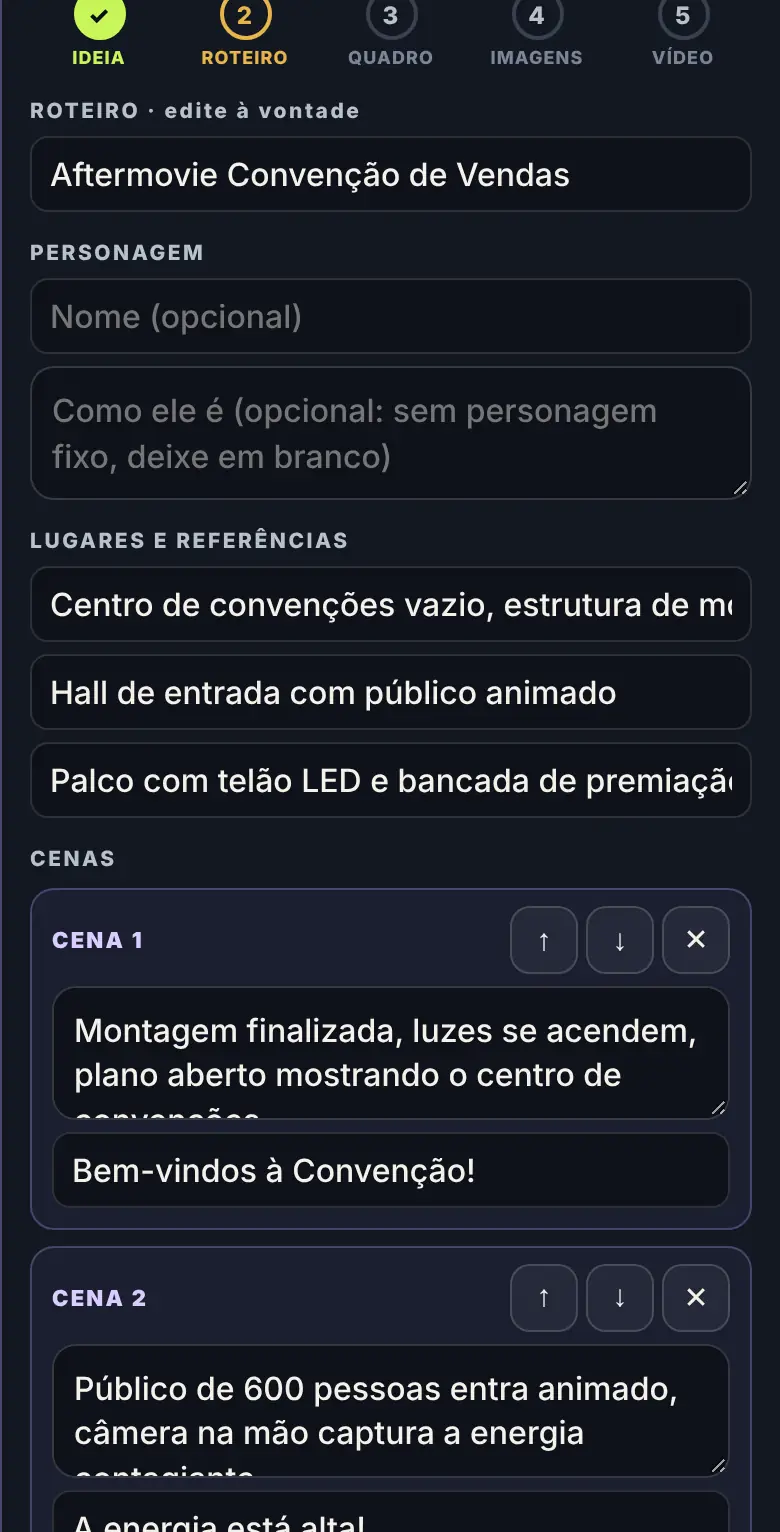 ✓ 2 3 4 5
IDEIA ROTEIRO QUADRO IMAGENS VÍDEO
ROTEIRO · edite à vontade
Aftermovie Convenção de Vendas
PERSONAGEM
Nome (opcional)
Como ele é (opcional: sem personagem
fixo, deixe em branco)
LUGARES E REFERÊNCIAS
Centro de convenções vazio, estrutura de
Hall de entrada com público animado
Palco com telão LED e bancada de
CENAS
CENA 1 ↑ ↓ ✕
Montagem finalizada, luzes se acendem,
plano aberto mostrando o centro de
Bem-vindos à Convenção!
CENA 2 ↑ ↓ ✕
Público de 600 pessoas entra animado,
câmera na mão captura a energia
A energia está alta!